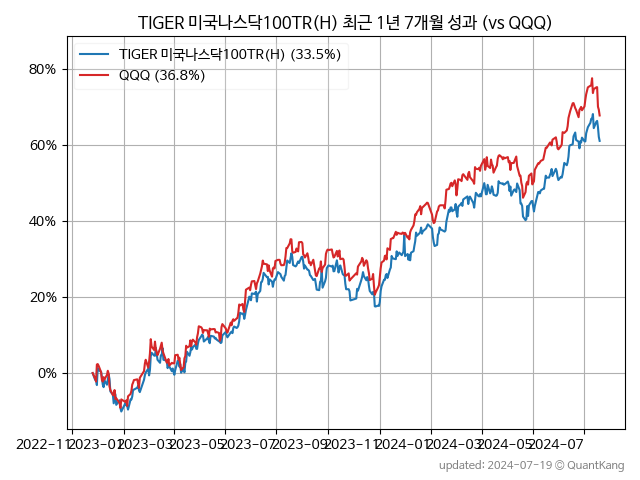 TIGER 미국나스닥100TR(H) 최근 1년 7개월 성과 (vs QQQ)
TIGER 미국나스닥100TR(H) (33.5%)
QQQ (36.8%)
80%
60%
40%
20%
0%
2022-11 2023-01 2023-03 2023-05 2023-07 2023-09 2023-11 2024-01 2024-03 2024-05 2024-07
updated: 2024-07-19 © QuantKang